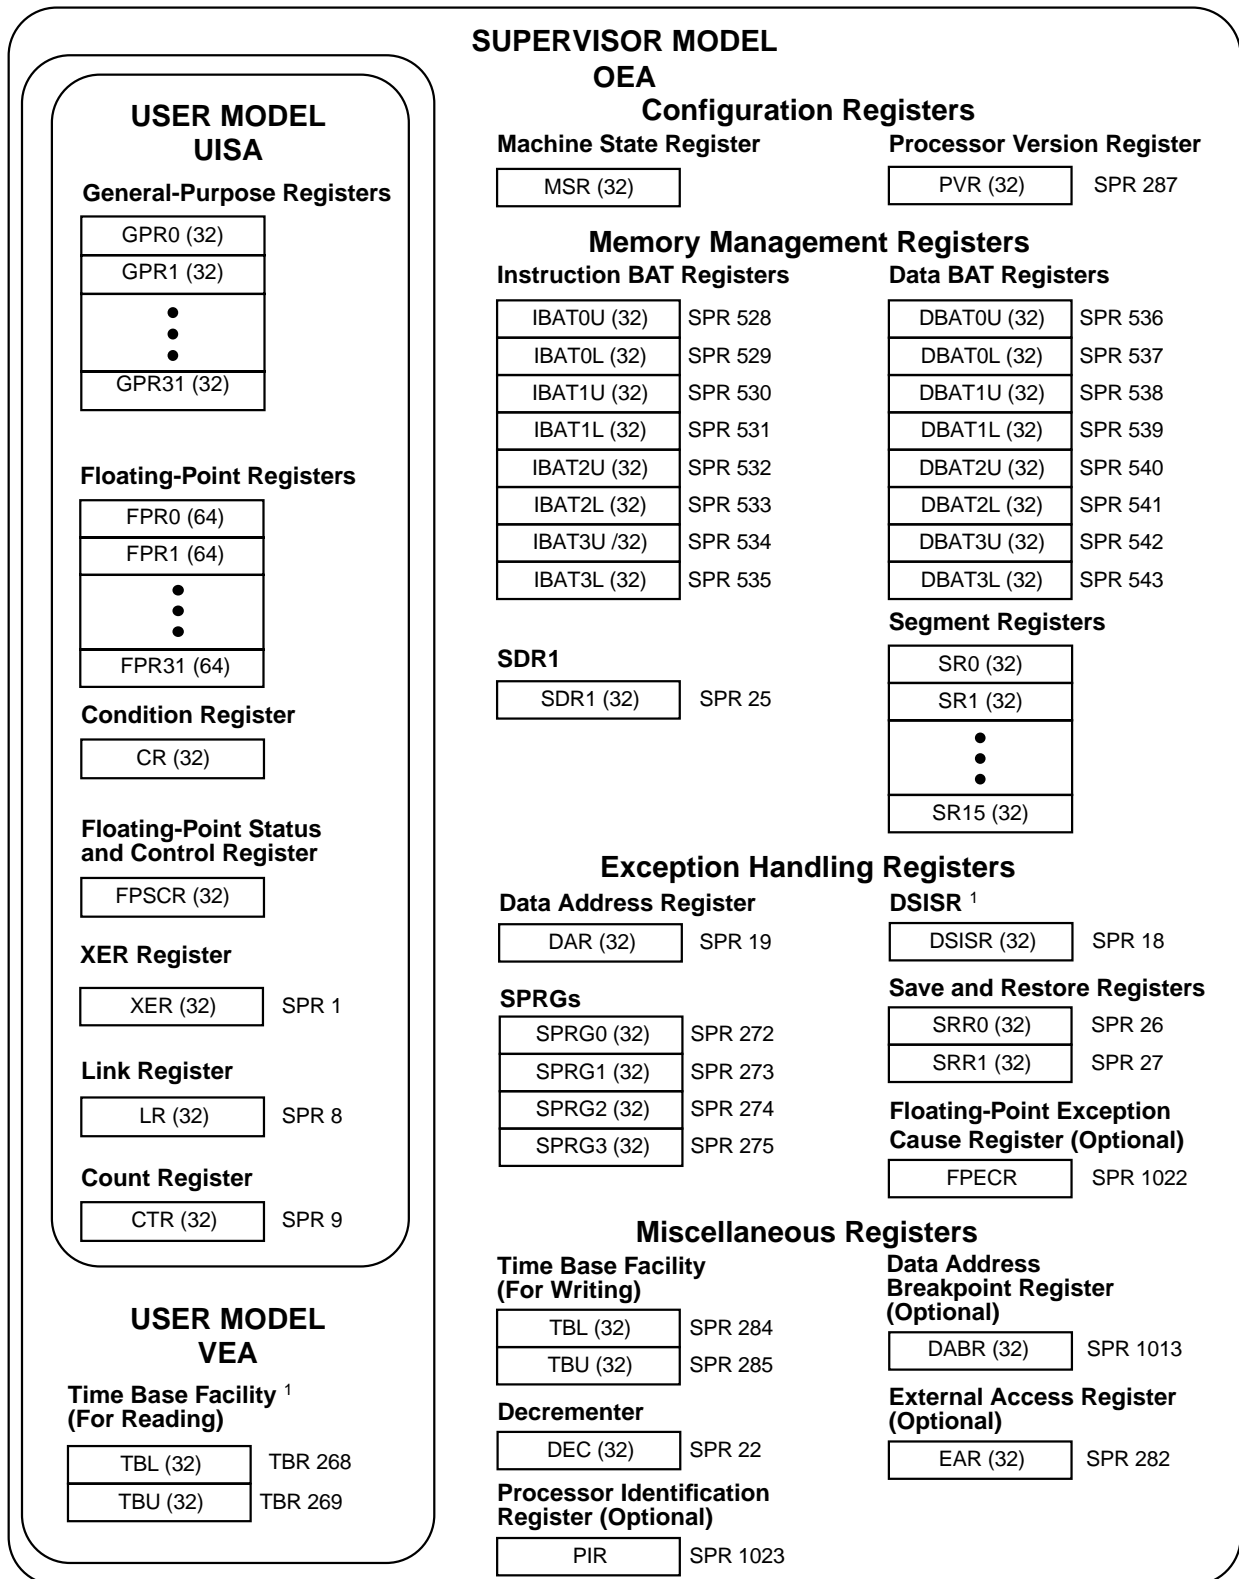 SUPERVISOR MODEL
OEA
USER MODEL
UISA
General-Purpose Registers
GPR0 (32)
GPR1 (32)
GPR31 (32)
Floating-Point Registers
FPR0 (64)
FPR1 (64)
FPR31 (64)
Condition Register
CR (32)
Floating-Point Status
and Control Register
FPSCR (32)
XER Register
XER (32) SPR 1
Link Register
LR (32) SPR 8
Count Register
CTR (32) SPR 9
USER MODEL
VEA
Time Base Facility 1
(For Reading)
TBL (32) TBR 268
TBU (32) TBR 269
Configuration Registers
Machine State Register
MSR (32)
Processor Version Register
PVR (32) SPR 287
Memory Management Registers
Instruction BAT Registers
IBAT0U (32) SPR 528
IBAT0L (32) SPR 529
IBAT1U (32) SPR 530
IBAT1L (32) SPR 531
IBAT2U (32) SPR 532
IBAT2L (32) SPR 533
IBAT3U /32) SPR 534
IBAT3L (32) SPR 535
Data BAT Registers
DBAT0U (32) SPR 536
DBAT0L (32) SPR 537
DBAT1U (32) SPR 538
DBAT1L (32) SPR 539
DBAT2U (32) SPR 540
DBAT2L (32) SPR 541
DBAT3U (32) SPR 542
DBAT3L (32) SPR 543
SDR1
SDR1 (32) SPR 25
Segment Registers
SR0 (32)
SR1 (32)
SR15 (32)
Exception Handling Registers
Data Address Register
DAR (32) SPR 19
DSISR 1
DSISR (32) SPR 18
SPRGs
SPRG0 (32) SPR 272
SPRG1 (32) SPR 273
SPRG2 (32) SPR 274
SPRG3 (32) SPR 275
Save and Restore Registers
SRR0 (32) SPR 26
SRR1 (32) SPR 27
Floating-Point Exception
Cause Register (Optional)
FPECR SPR 1022
Miscellaneous Registers
Time Base Facility
(For Writing)
TBL (32) SPR 284
TBU (32) SPR 285
Decrementer
DEC (32) SPR 22
Processor Identification
Register (Optional)
PIR SPR 1023
Data Address
Breakpoint Register
(Optional)
DABR (32) SPR 1013
External Access Register
(Optional)
EAR (32) SPR 282